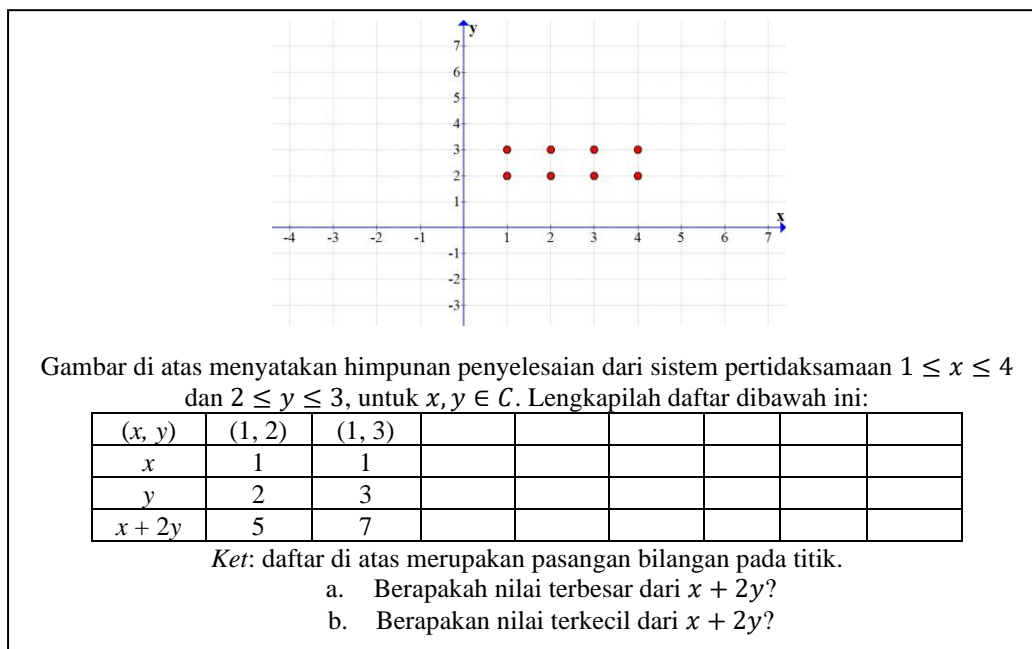 y
7
6
5
4
3
2
1
x
-4 -3 -2 -1 1 2 3 4 5 6 7
-1
-2
-3
Gambar di atas menyatakan himpunan penyelesaian dari sistem pertidaksamaan 1 ≤ x ≤ 4
dan 2 ≤ y ≤ 3, untuk x, y ∈ C. Lengkapilah daftar dibawah ini:
(x, y) (1, 2) (1, 3)
x 1 1
y 2 3
x + 2y 5 7
Ket: daftar di atas merupakan pasangan bilangan pada titik.
a. Berapakah nilai terbesar dari x + 2y?
b. Berapakan nilai terkecil dari x + 2y?